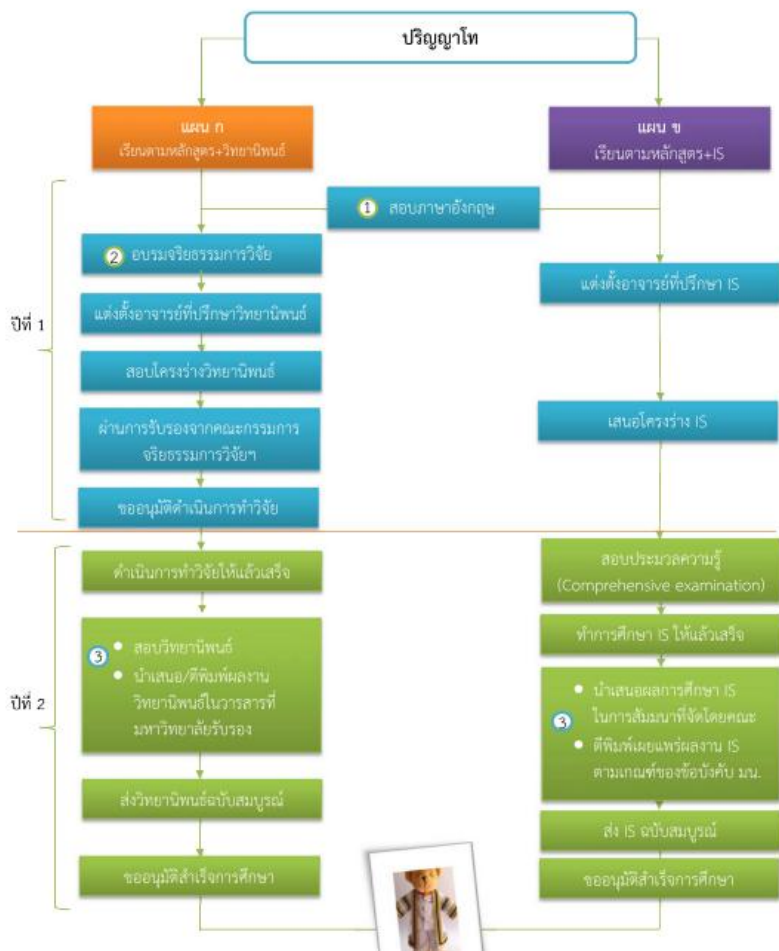 ปริญญาโท
แผน ก
เรียนตามหลักสูตร+วิทยานิพนธ์
แผน ข
เรียนตามหลักสูตร+IS
ปีที่ 1
1 สอบภาษาอังกฤษ
2 อบรมจริยธรรมการวิจัย
แต่งตั้งอาจารย์ที่ปรึกษาวิทยานิพนธ์
สอบโครงร่างวิทยานิพนธ์
ผ่านการรับรองจากคณะกรรมการ
จริยธรรมการวิจัยฯ
ขออนุมัติดำเนินการทำวิจัย
แต่งตั้งอาจารย์ที่ปรึกษา IS
เสนอโครงร่าง IS
ปีที่ 2
ดำเนินการทำวิจัยให้แล้วเสร็จ
3
• สอบวิทยานิพนธ์
• นำเสนอ/ตีพิมพ์ผลงาน
วิทยานิพนธ์ในวารสารที่
มหาวิทยาลัยรับรอง
ส่งวิทยานิพนธ์ฉบับสมบูรณ์
ขออนุมัติสำเร็จการศึกษา
สอบประมวลความรู้
(Comprehensive examination)
ทำการศึกษา IS ให้แล้วเสร็จ
3
• นำเสนอผลการศึกษา IS
ในการสัมมนาที่จัดโดยคณะ
• ตีพิมพ์เผยแพร่ผลงาน IS
ตามเกณฑ์ของข้อบังคับ มน.
ส่ง IS ฉบับสมบูรณ์
ขออนุมัติสำเร็จการศึกษา